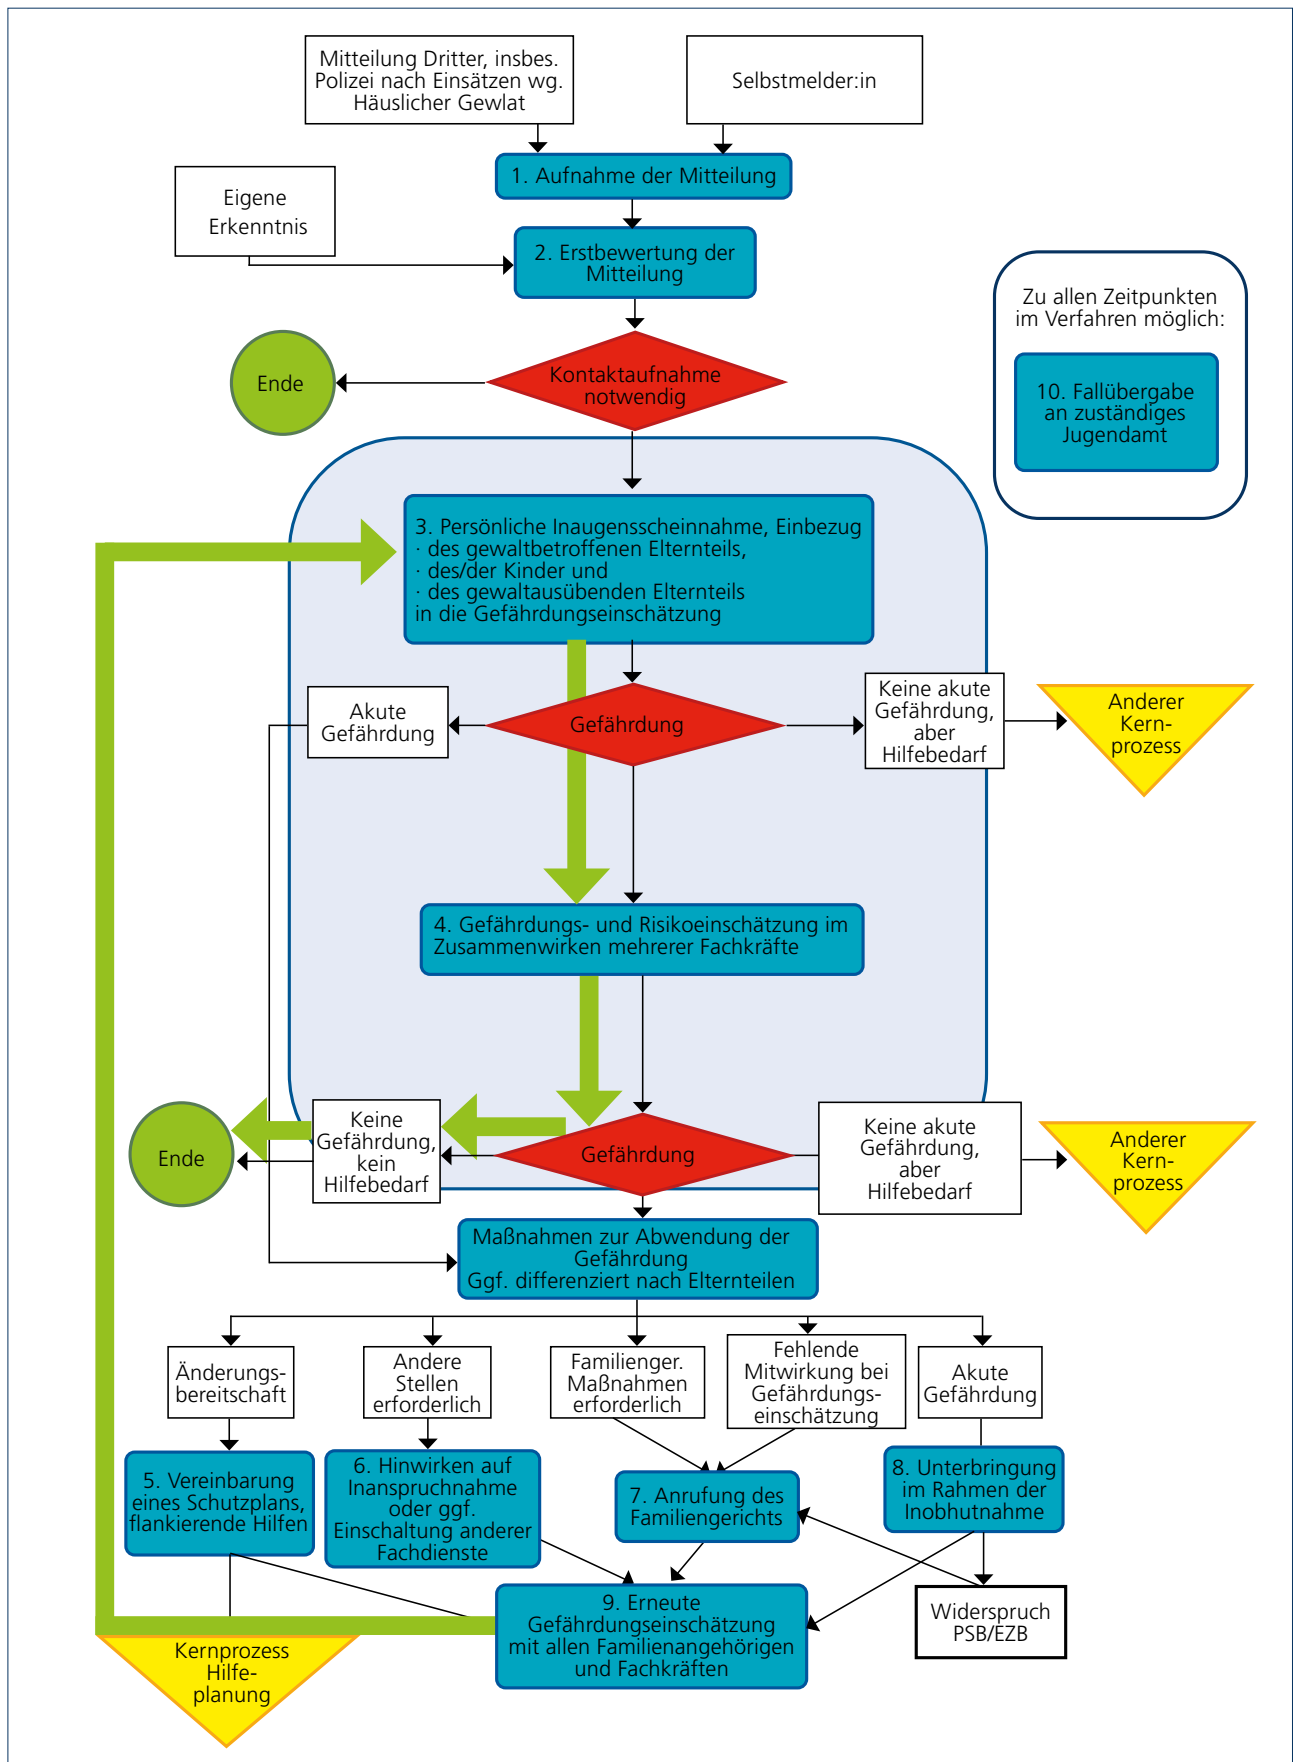 Mitteilung Dritter, insbes.
Polizei nach Einsätzen wg.
Häuslicher Gewlat
Selbstmelder:in
1. Aufnahme der Mitteilung
Eigene
Erkenntnis
2. Erstbewertung der
Mitteilung
Zu allen Zeitpunkten
im Verfahren möglich:
10. Fallübergabe
an zuständiges
Jugendamt
Kontaktaufnahme
notwendig
Ende
3. Persönliche Inaugensscheinnahme, Einbezug
· des gewaltbetroffenen Elternteils,
· des/der Kinder und
· des gewaltausübenden Elternteils
in die Gefährdungseinschätzung
Akute
Gefährdung
Gefährdung
Keine akute
Gefährdung,
aber
Hilfebedarf
Anderer
Kern-
prozess
4. Gefährdungs- und Risikoeinschätzung im
Zusammenwirken mehrerer Fachkräfte
Ende
Keine
Gefährdung,
kein
Hilfebedarf
Gefährdung
Keine akute
Gefährdung,
aber
Hilfebedarf
Anderer
Kern-
prozess
Maßnahmen zur Abwendung der
Gefährdung
Ggf. differenziert nach Elternteilen
Änderungs-
bereitschaft
Andere
Stellen
erforderlich
Familienger.
Maßnahmen
erforderlich
Fehlende
Mitwirkung bei
Gefährdungs-
einschätzung
Akute
Gefährdung
5. Vereinbarung
eines Schutzplans,
flankierende Hilfen
6. Hinwirken auf
Inanspruchnahme
oder ggf.
Einschaltung anderer
Fachdienste
7. Anrufung des
Familiengerichts
8. Unterbringung
im Rahmen der
Inobhutnahme
9. Erneute
Gefährdungseinschätzung
mit allen Familienangehörigen
und Fachkräften
Widerspruch
PSB/EZB
Kernprozess
Hilfe-
planung